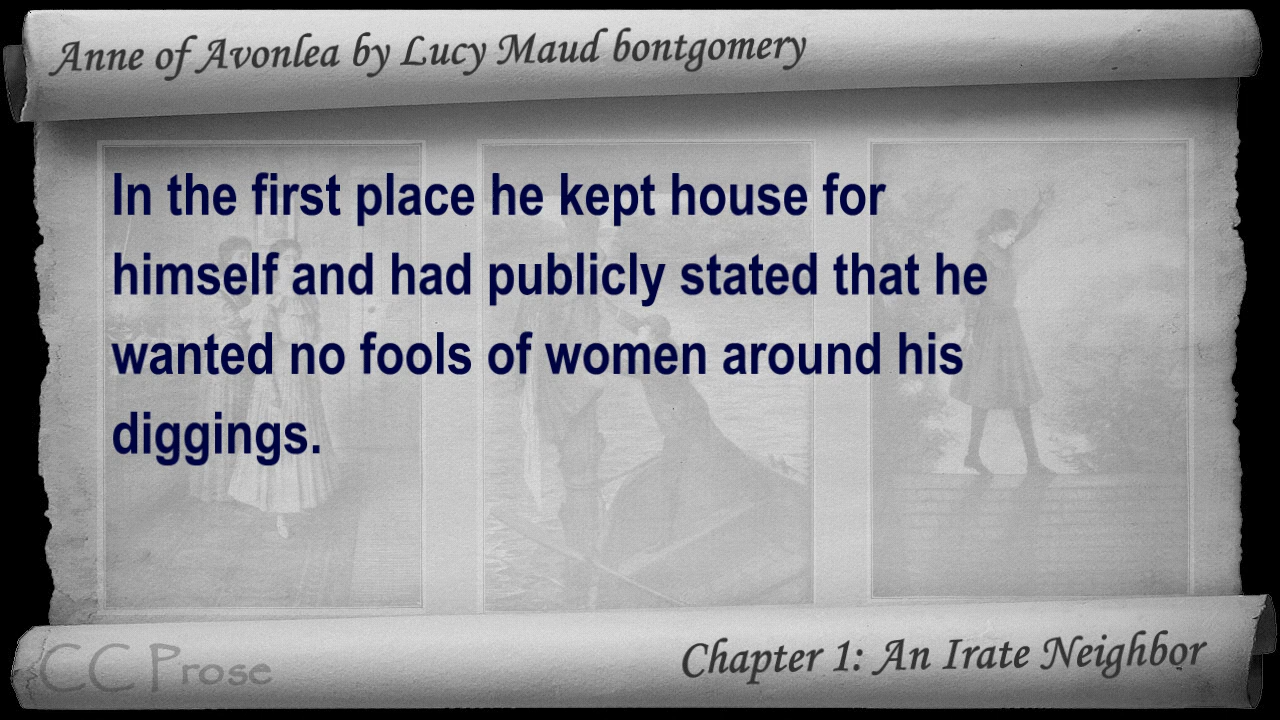 Anne of Avonlea by Lucy Maud bontgomery
In the first place he kept house for
himself and had publicly stated that he
wanted no fools of women around his
diggings.
CC Prose
Chapter 1: An Irate Neighbor